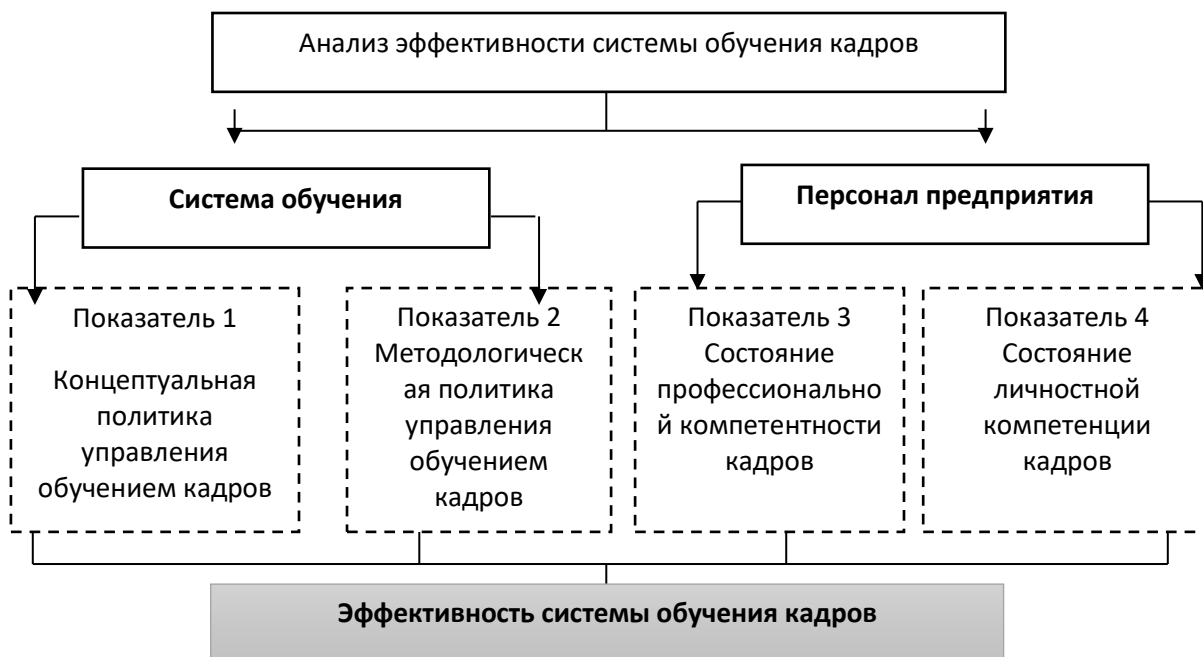 Анализ эффективности системы обучения кадров
Система обучения
Персонал предприятия
Показатель 1
Концептуальная
политика
управления
обучением кадров
Показатель 2
Методологическ
ая политика
управления
обучением
кадров
Показатель 3
Состояние
профессионально
й компетентности
кадров
Показатель 4
Состояние
личностной
компетенции
кадров
Эффективность системы обучения кадров